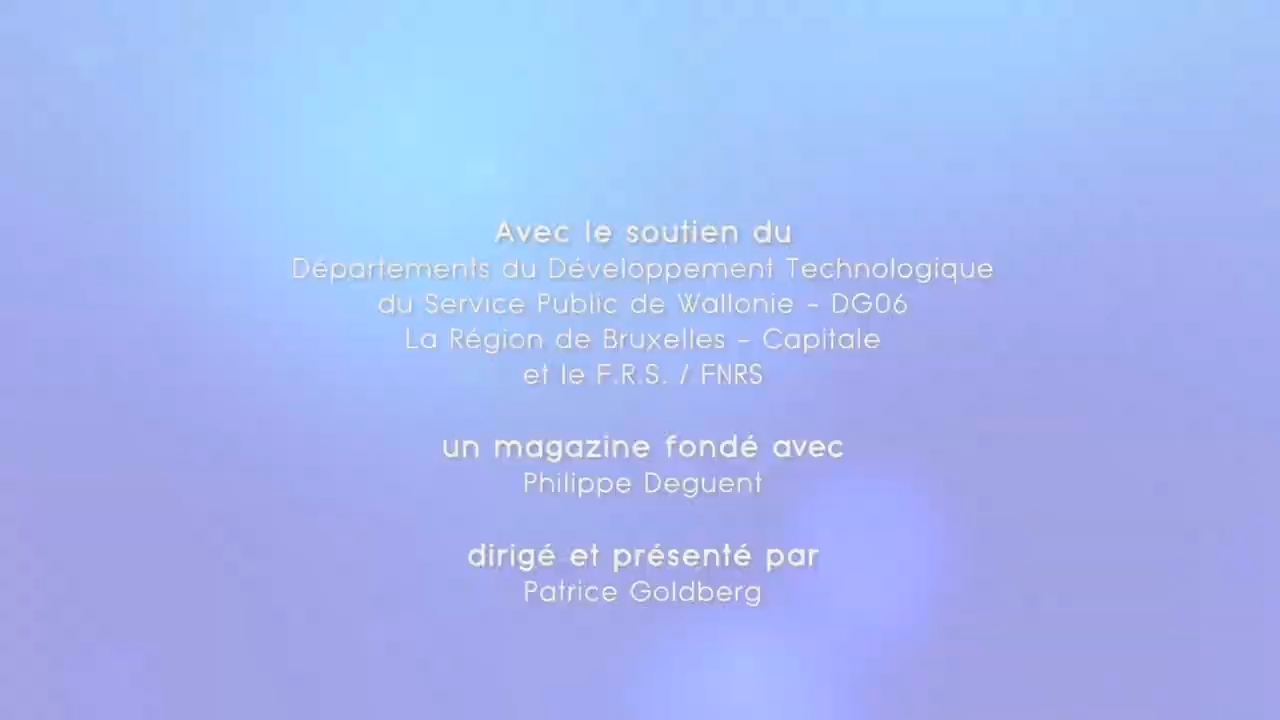 Avec le soutien du
Départements du Développement Technologique
du Service Public de Wallonie - DG06
La Région de Bruxelles - Capitale
et le F.R.S. / FNRS
un magazine fondé avec
Philippe Deguent
dirigé et présenté par
Patrice Goldberg